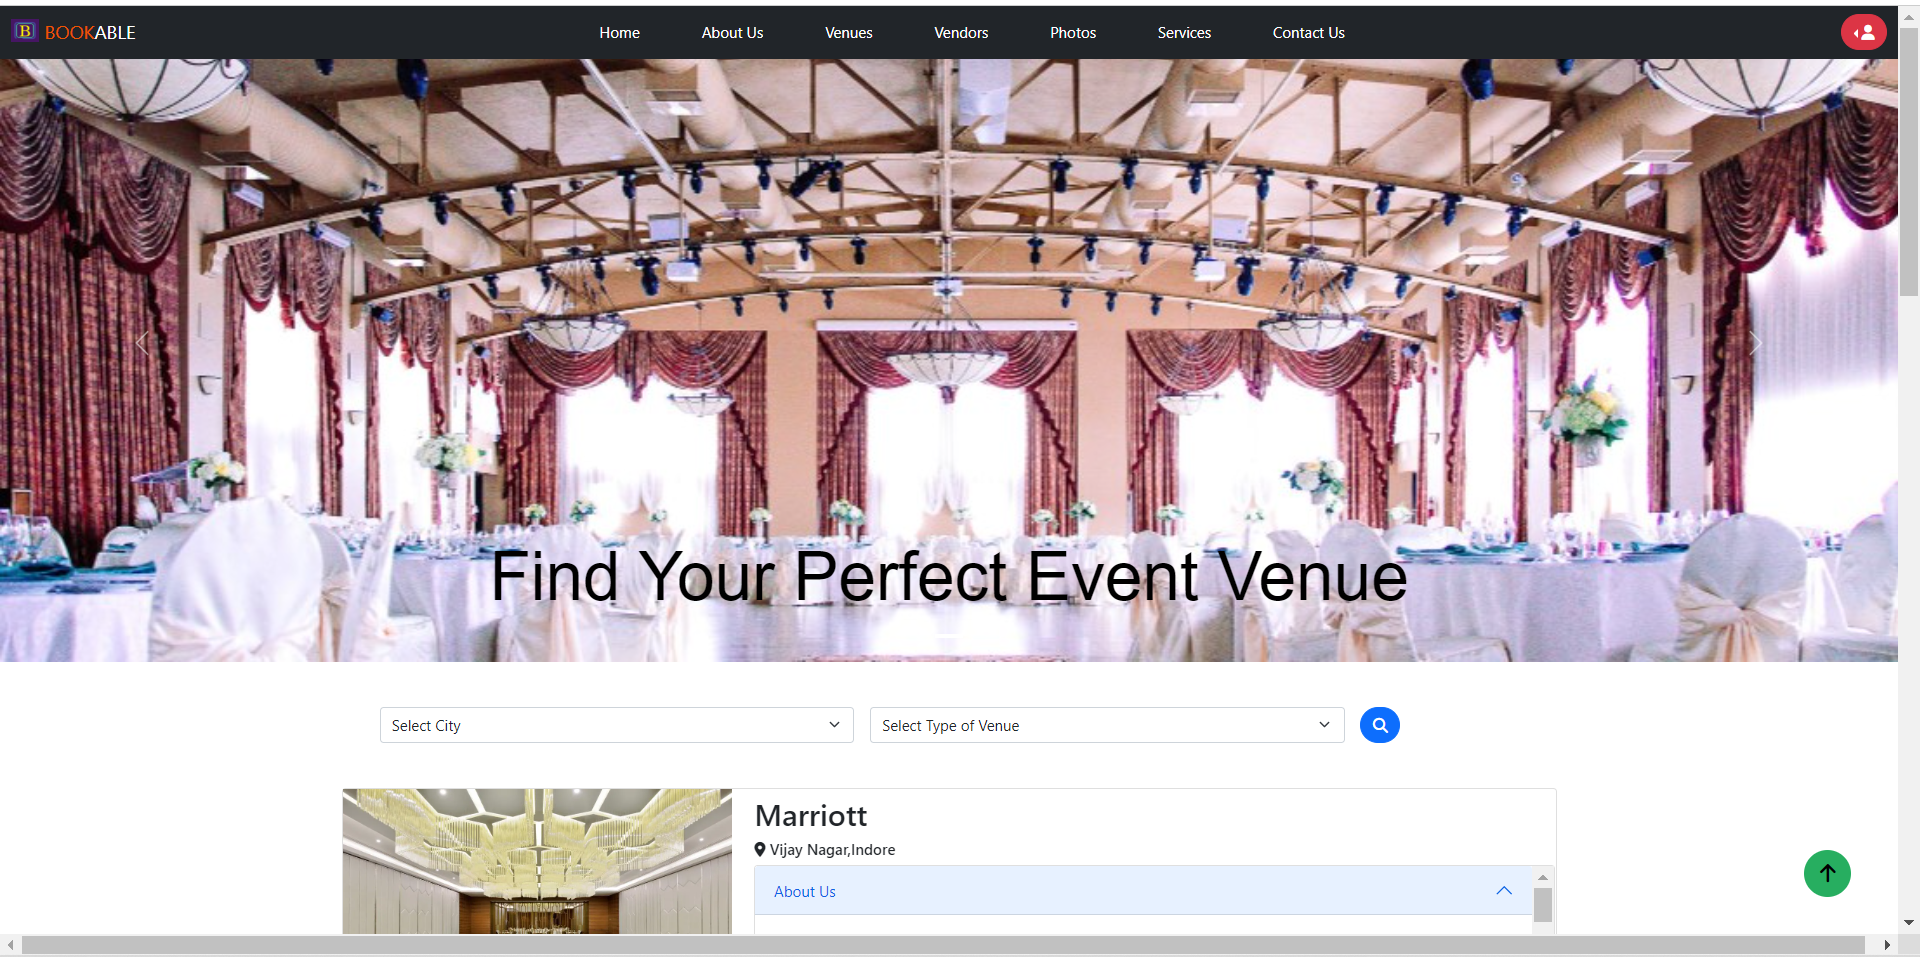 B BOOKABLE
Home About Us Venues Vendors Photos Services Contact Us
Find Your Perfect Event Venue
Select City
Select Type of Venue
Marriott
Vijay Nagar,Indore
About Us